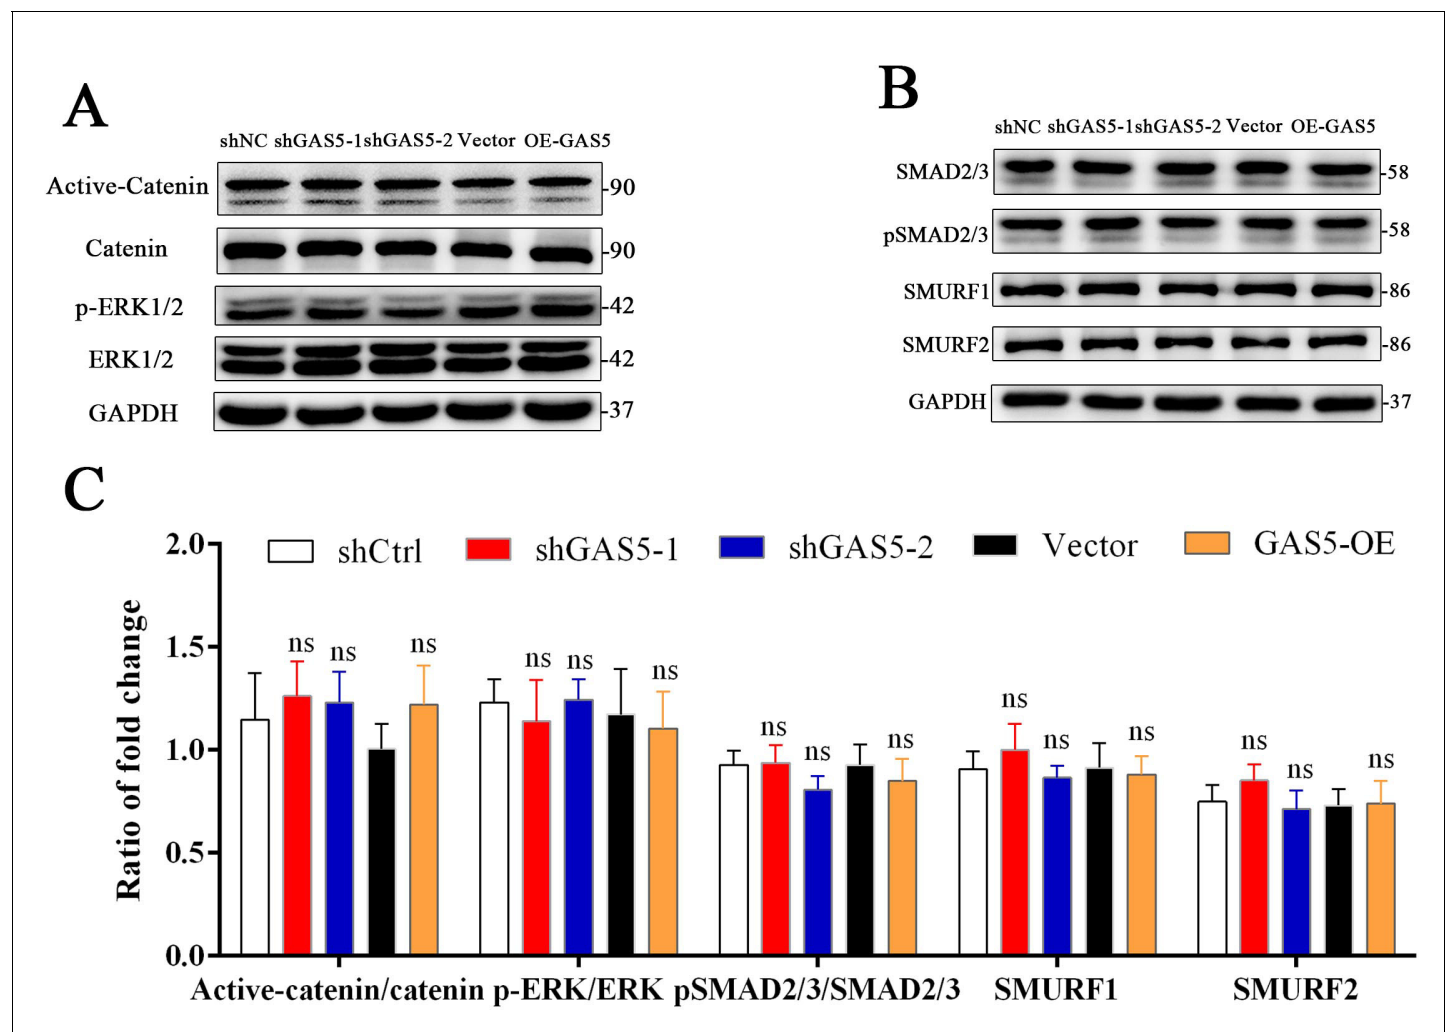 A
shNC shGAS5-1shGAS5-2 Vector OE-GAS5
Active-Catenin
-90
Catenin
-90
p-ERK1/2
-42
ERK1/2
-42
GAPDH
-37
B
shNC shGAS5-1shGAS5-2 Vector OE-GAS5
SMAD2/3
-58
pSMAD2/3
-58
SMURF1
-86
SMURF2
-86
GAPDH
-37
C
shCtrl shGAS5-1 shGAS5-2 Vector GAS5-OE
Ratio of fold change
2.0
1.5
1.0
0.5
0.0
ns ns ns
ns ns ns
ns ns ns
ns ns ns
ns ns ns
Active-catenin/catenin p-ERK/ERK pSMAD2/3/SMAD2/3 SMURF1 SMURF2